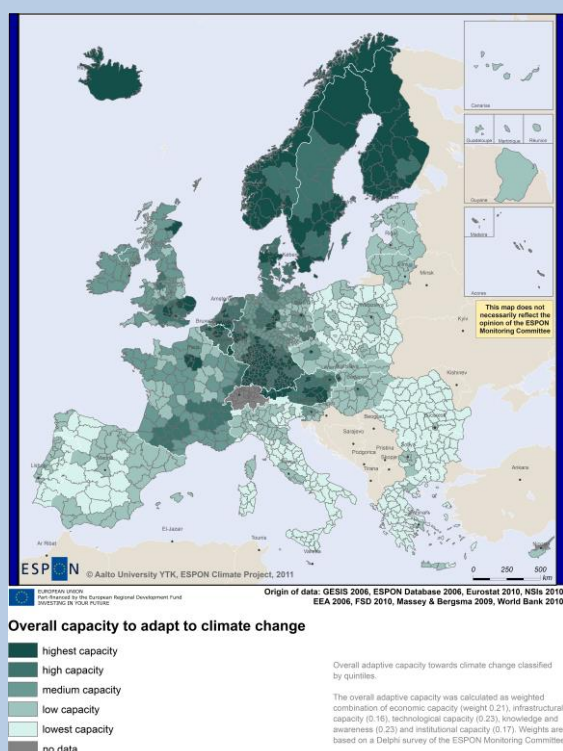 Canarias
Guadeloupe Martinique Réunion
Guyane
Madeira
Acores
This map does not
necessarily reflect the
opinion of the ESPON
Monitoring Committee
Minsk
Kyiv
Kishinev
Sarajevo
Podgorica
Pristina
Tirana
Ankara
Ar Ribat
El-Jazair
Tounis
ESPON
© Aalto University YTK, ESPON Climate Project, 2011
0 250 500
km
EUROPEAN UNION
Part-financed by the European Regional Development Fund
INVESTING IN YOUR FUTURE
Origin of data: GESIS 2006, ESPON Database 2006, Eurostat 2010, NSIs 2010
EEA 2006, FSD 2010, Massey & Bergsma 2009, World Bank 2010
Overall capacity to adapt to climate change
highest capacity
high capacity
medium capacity
low capacity
lowest capacity
no data
Overall adaptive capacity towards climate change classified
by quintiles.
The overall adaptive capacity was calculated as weighted
combination of economic capacity (weight 0.21), infrastructural
capacity (0.16), technological capacity (0.23), knowledge and
awareness (0.23) and institutional capacity (0.17). Weights are
based on a Delphi survey of the ESPON Monitoring Committee